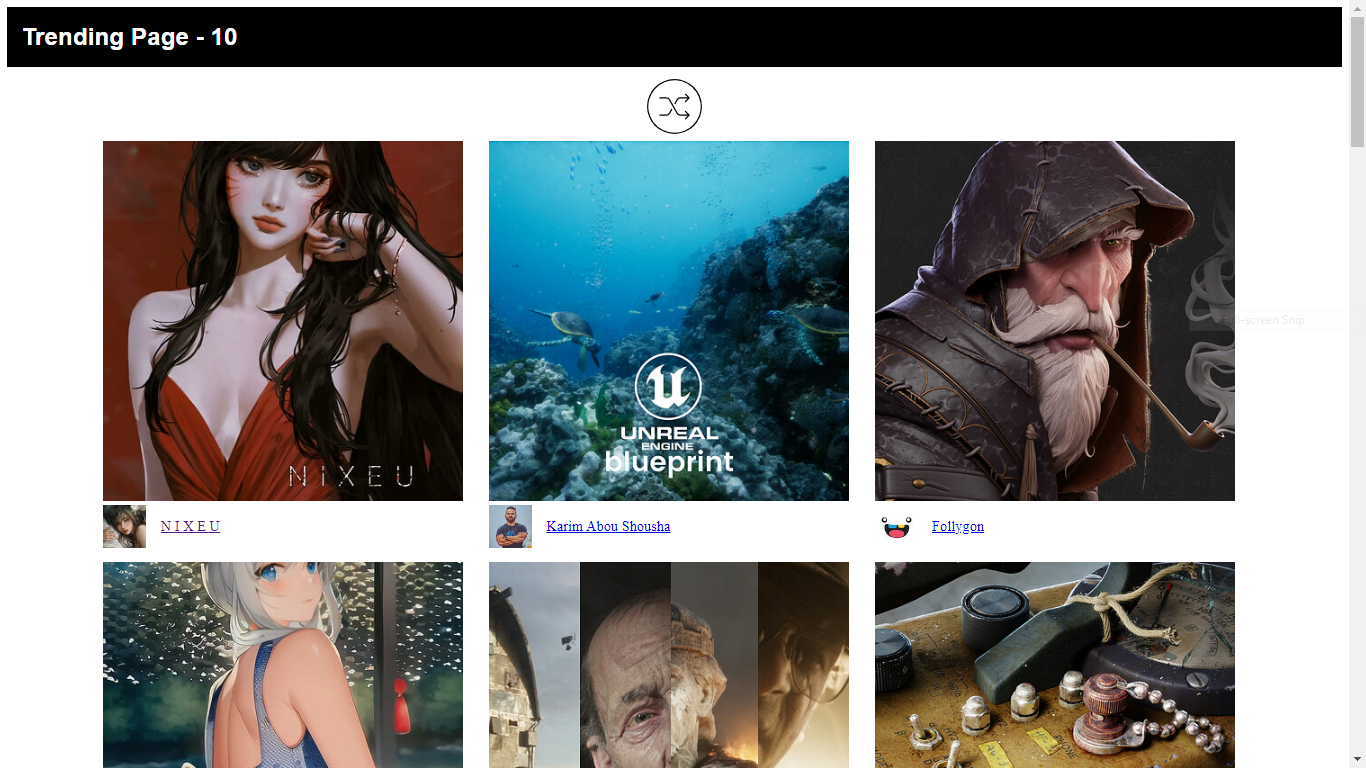 Trending Page - 10
NIXEU
UNREAL
ENGINE
blueprint
Full-screen Snip
N I X E U
Karim Abou Shousha
Follygon